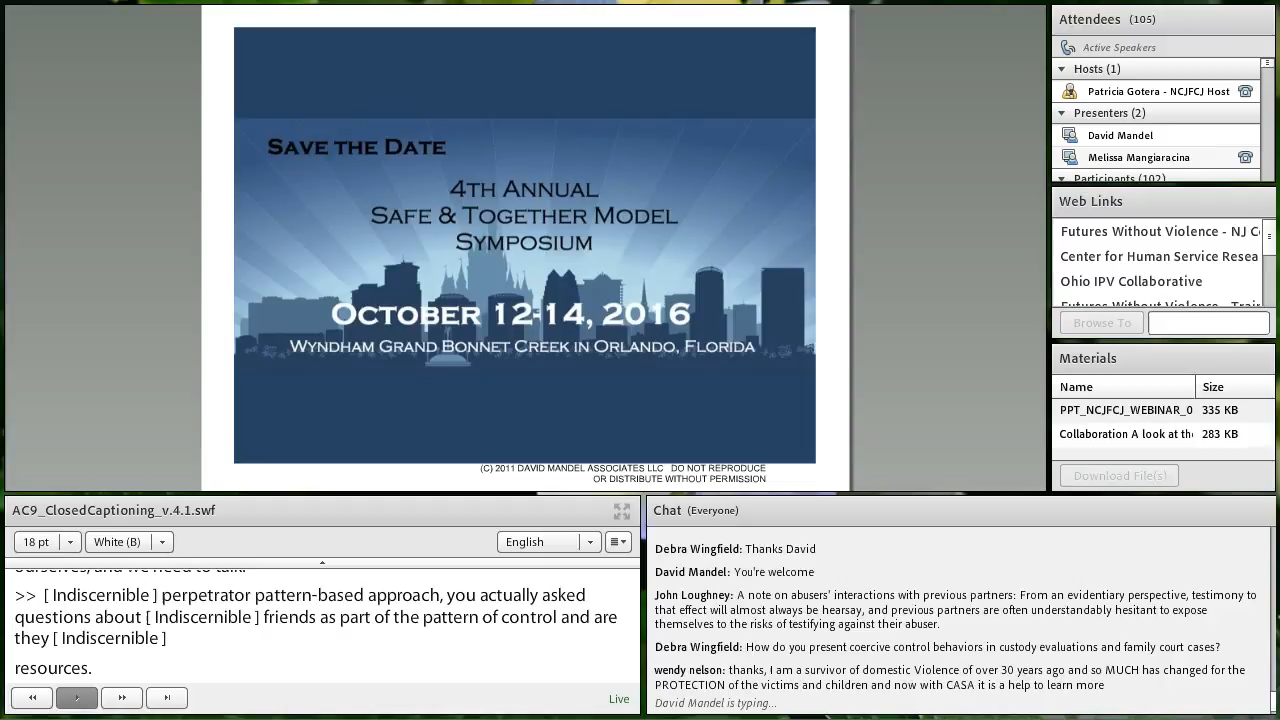 SAVE THE DATE
4TH ANNUAL
SAFE & TOGETHER MODEL
SYMPOSIUM
OCTOBER 12-14, 2016
WYNDHAM GRAND BONNET CREEK IN ORLANDO, FLORIDA
(C) 2011 DAVID MANDEL ASSOCIATES LLC DO NOT REPRODUCE
OR DISTRIBUTE WITHOUT PERMISSION
Attendees (105)
Active Speakers
Hosts (1)
Patricia Gotera - NCJFCJ Host
Presenters (2)
David Mandel
Melissa Mangiaracina
Participants (102)
Web Links
Futures Without Violence - NJ C
Center for Human Service Resea
Ohio IPV Collaborative
Futures Without Violence - Trai
Browse To
Materials
Name Size
PPT_NCJFCJ_WEBINAR_0 335 KB
Collaboration A look at the 283 KB
Download File(s)
AC9_ClosedCaptioning_v.4.1.swf
18 pt White (B) English
ourselves, and we need to talk.
>> [ Indiscernible ] perpetrator pattern-based approach, you actually asked
questions about [ Indiscernible ] friends as part of the pattern of control and are
they [ Indiscernible ]
resources.
Live
Chat (Everyone)
Debra Wingfield: Thanks David
David Mandel: You're welcome
John Loughney: A note on abusers' interactions with previous partners: From an evidentiary perspective, testimony to
that effect will almost always be hearsay, and previous partners are often understandably hesitant to expose
themselves to the risks of testifying against their abuser.
Debra Wingfield: How do you present coercive control behaviors in custody evaluations and family court cases?
wendy nelson: thanks, I am a survivor of domestic Violence of over 30 years ago and so MUCH has changed for the
PROTECTION of the victims and children and now with CASA it is a help to learn more
David Mandel is typing...